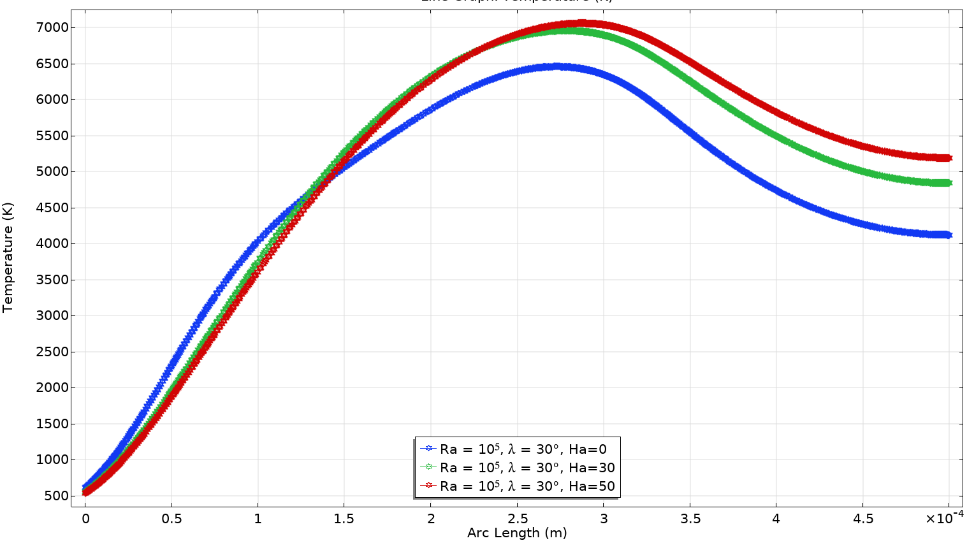 7000
6500
6000
5500
5000
4500
4000
3500
3000
2500
2000
1500
1000
500
Temperature (K)
Ra = 10⁵, λ = 30°, Ha=0
Ra = 10⁵, λ = 30°, Ha=30
Ra = 10⁵, λ = 30°, Ha=50
0 0.5 1 1.5 2 2.5 3 3.5 4 4.5 ×10⁻⁴
Arc Length (m)